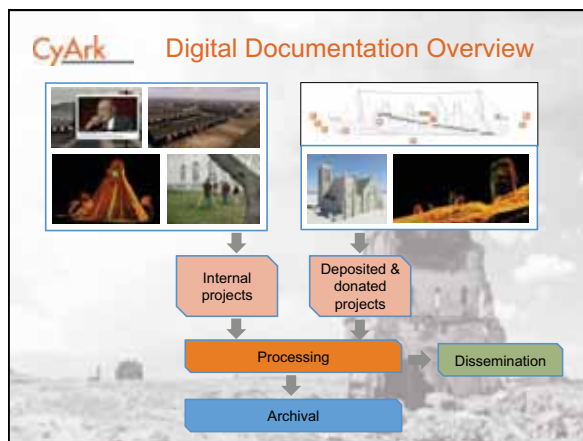 CyArk
Digital Documentation Overview
Internal
projects
Deposited &
donated
projects
Processing
Dissemination
Archival